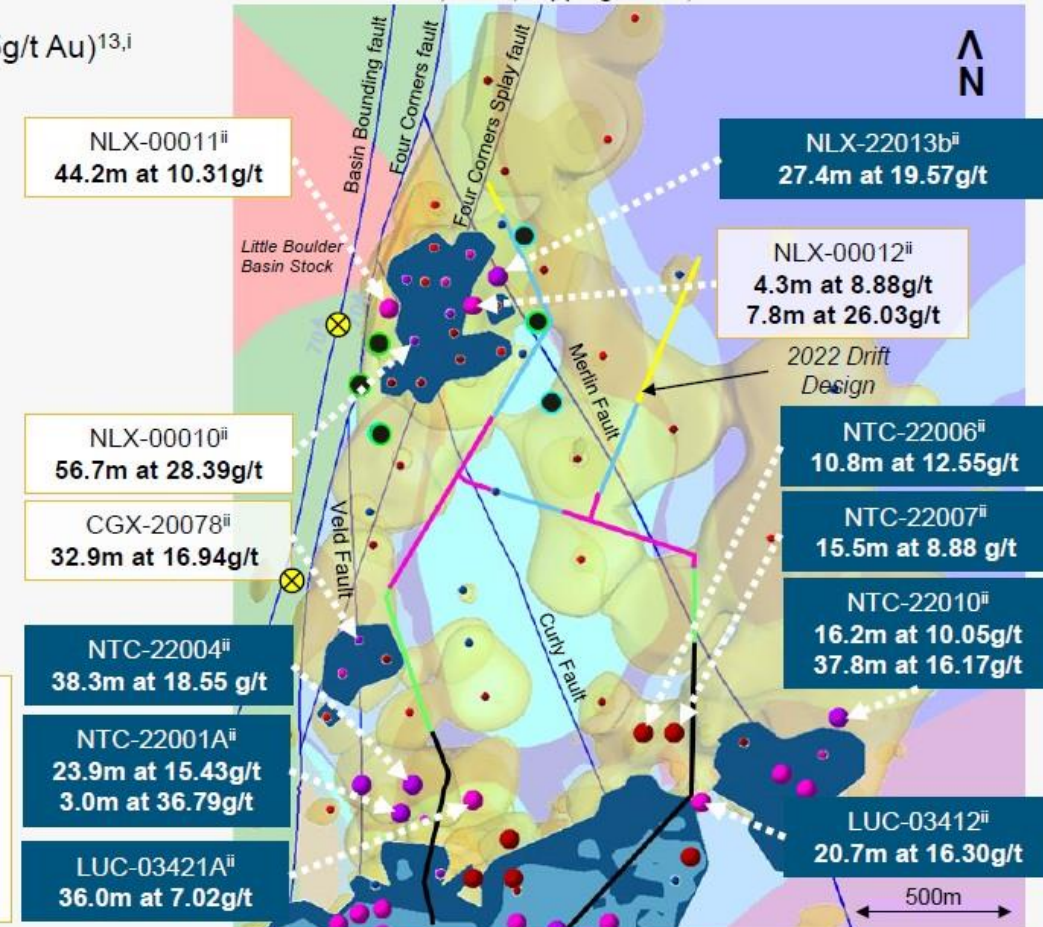 g/t Au)¹³,ⁱ
Λ
N
Basin Bounding fault
Four Corners fault
Four Corners Splay fault
NLX-00011ⁱⁱ
44.2m at 10.31g/t
NLX-22013bⁱⁱ
27.4m at 19.57g/t
Little Boulder
Basin Stock
NLX-00012ⁱⁱ
4.3m at 8.88g/t
7.8m at 26.03g/t
Merlin Fault
2022 Drift
Design
NLX-00010ⁱⁱ
56.7m at 28.39g/t
NTC-22006ⁱⁱ
10.8m at 12.55g/t
CGX-20078ⁱⁱ
32.9m at 16.94g/t
Veld Fault
NTC-22007ⁱⁱ
15.5m at 8.88 g/t
NTC-22010ⁱⁱ
16.2m at 10.05g/t
37.8m at 16.17g/t
Curly Fault
NTC-22004ⁱⁱ
38.3m at 18.55 g/t
NTC-22001Aⁱⁱ
23.9m at 15.43g/t
3.0m at 36.79g/t
LUC-03412ⁱⁱ
20.7m at 16.30g/t
LUC-03421Aⁱⁱ
36.0m at 7.02g/t
500m